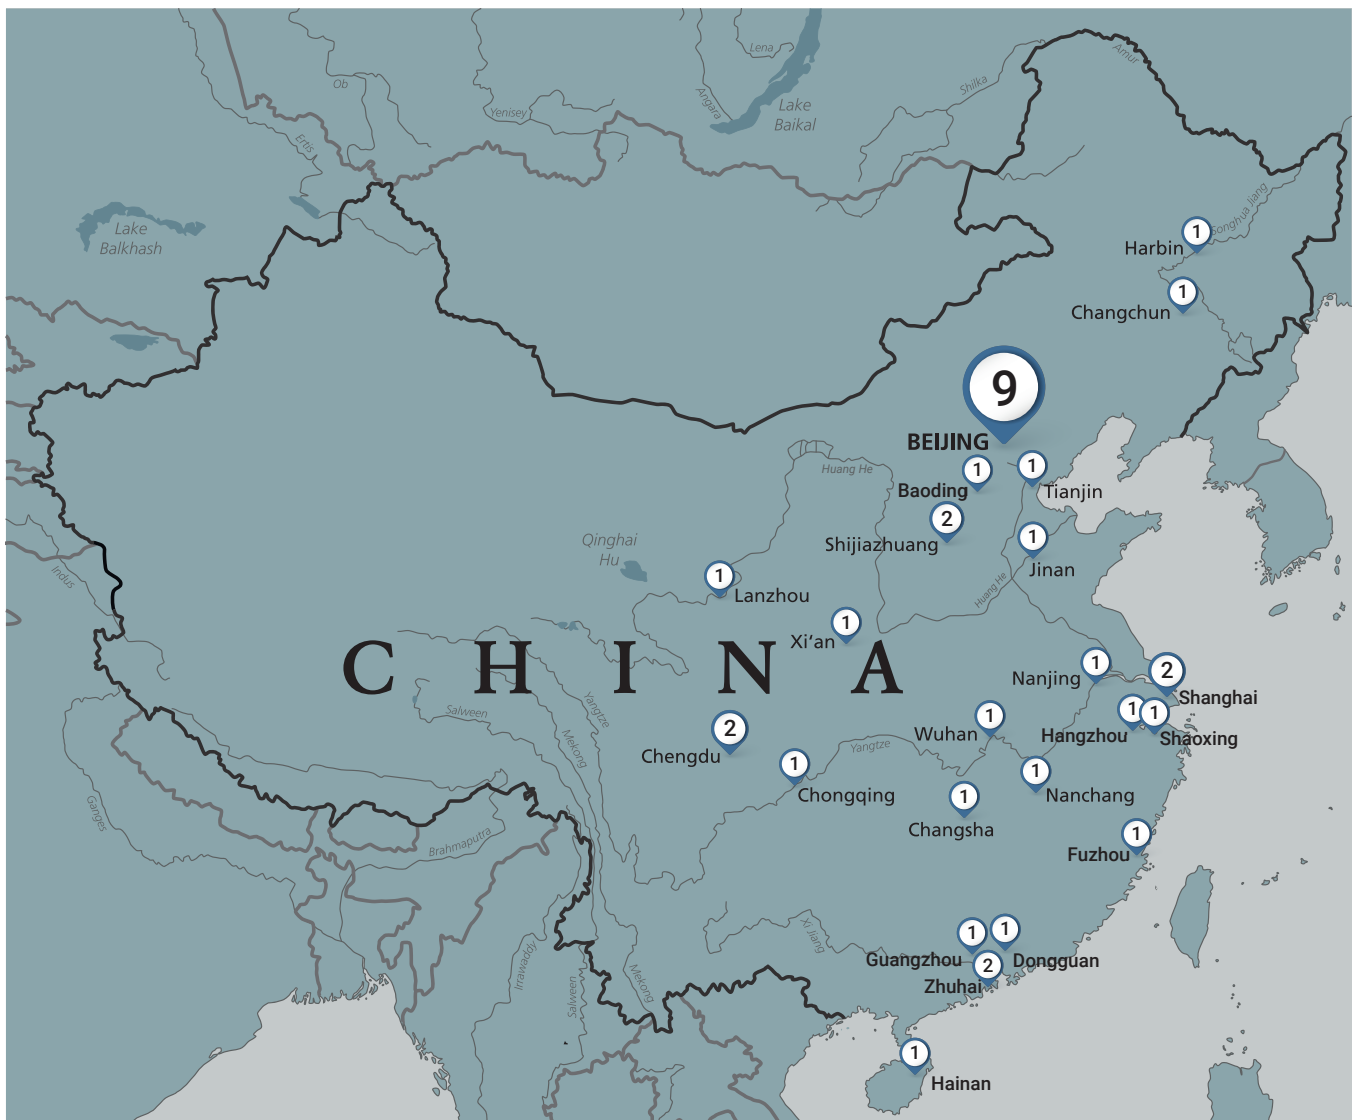 Lena
Amur
Ob
Shilka
Angara
Lake
Baikal
Yenisey
Ertis
Songhua Jiang
Lake
Balkhash
1
Harbin
1
Changchun
9
BEIJING
1
Baoding
1
Tianjin
Huang He
2
Shijiazhuang
1
Jinan
Qinghai
Hu
Indus
1
Lanzhou
Huang He
1
Xi'an
CHINA
1
Nanjing
2
Shanghai
Salween
Yangtze
Mekong
1
Hangzhou
1
Shaoxing
1
Wuhan
2
Chengdu
Yangtze
1
Chongqing
1
Nanchang
1
Changsha
Ganges
Brahmaputra
1
Fuzhou
Xi Jiang
1
Guangzhou
1
Dongguan
2
Zhuhai
Irrawaddy
Salween
Mekong
1
Hainan